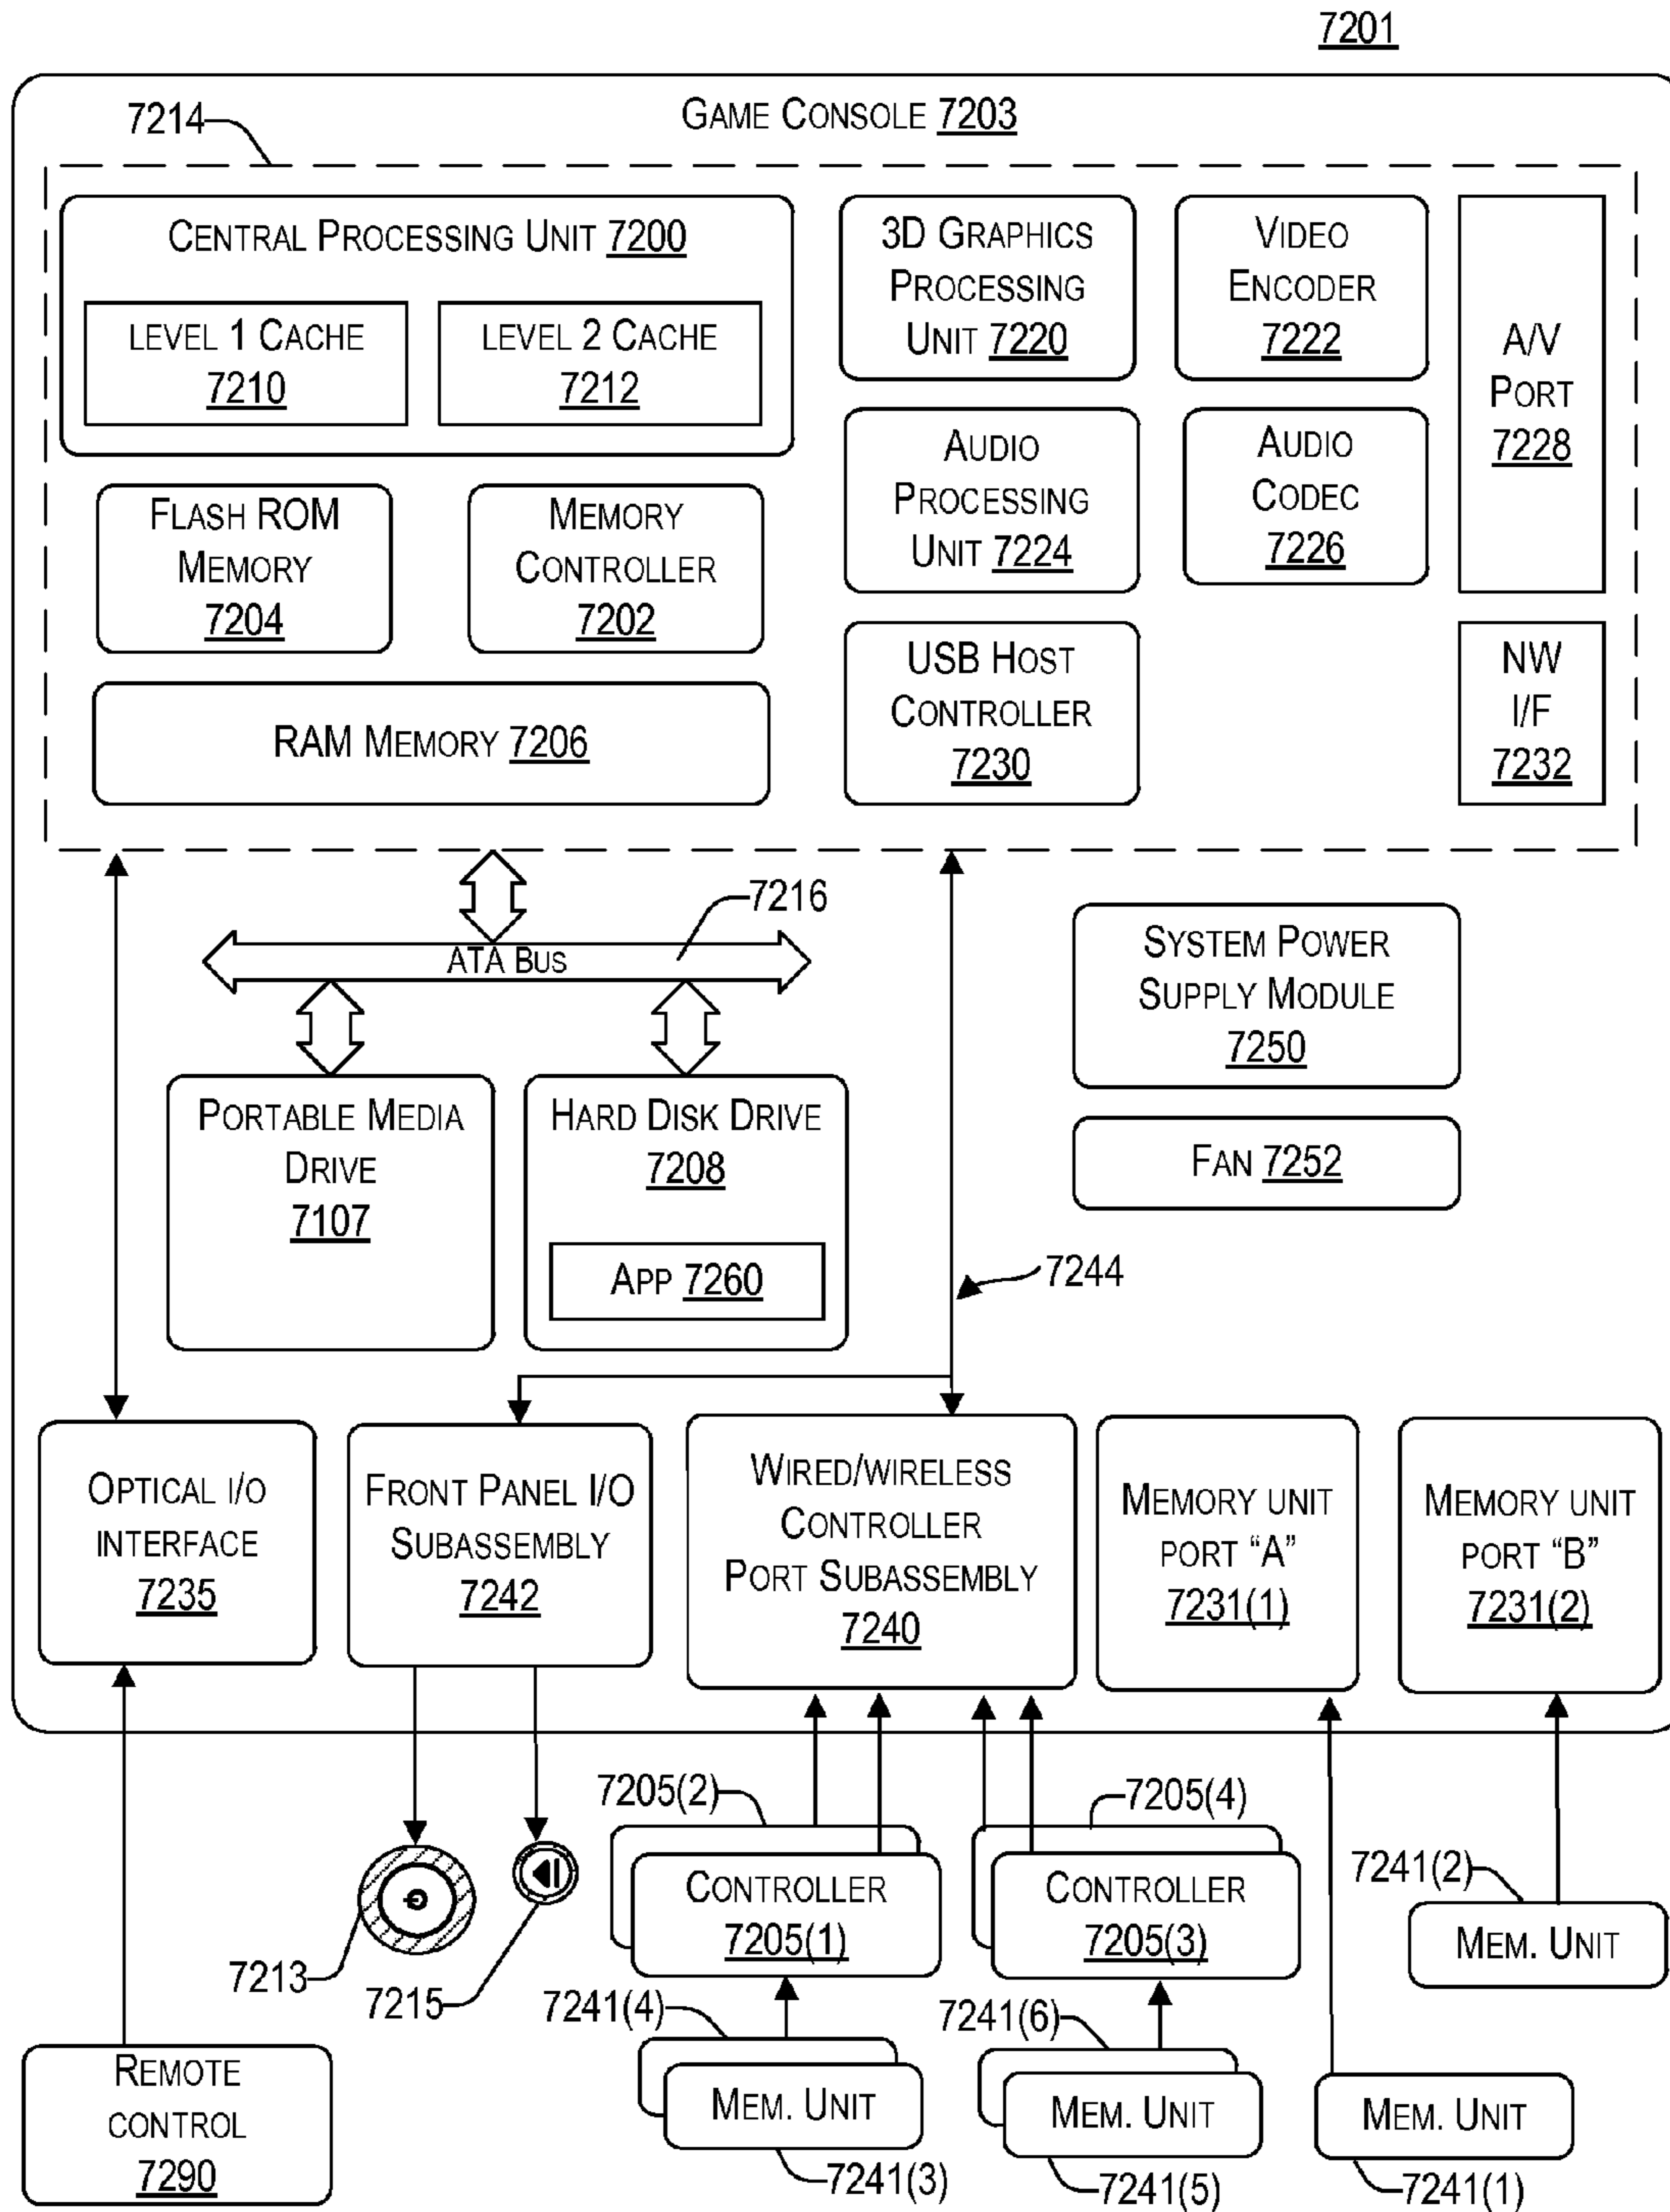 7201
GAME CONSOLE 7203
7214
CENTRAL PROCESSING UNIT 7200
LEVEL 1 CACHE
7210
LEVEL 2 CACHE
7212
3D GRAPHICS
PROCESSING
UNIT 7220
VIDEO
ENCODER
7222
A/V
PORT
7228
FLASH ROM
MEMORY
7204
MEMORY
CONTROLLER
7202
AUDIO
PROCESSING
UNIT 7224
AUDIO
CODEC
7226
RAM MEMORY 7206
USB HOST
CONTROLLER
7230
NW
I/F
7232
7216
ATA BUS
SYSTEM POWER
SUPPLY MODULE
7250
PORTABLE MEDIA
DRIVE
7107
HARD DISK DRIVE
7208
APP 7260
FAN 7252
7244
OPTICAL I/O
INTERFACE
7235
FRONT PANEL I/O
SUBASSEMBLY
7242
WIRED/WIRELESS
CONTROLLER
PORT SUBASSEMBLY
7240
MEMORY UNIT
PORT “A”
7231(1)
MEMORY UNIT
PORT “B”
7231(2)
7205(2)
7205(4)
CONTROLLER
7205(1)
CONTROLLER
7205(3)
7241(2)
MEM. UNIT
7213
7215
7241(4)
7241(6)
REMOTE
CONTROL
7290
MEM. UNIT
MEM. UNIT
MEM. UNIT
7241(3)
7241(5)
7241(1)